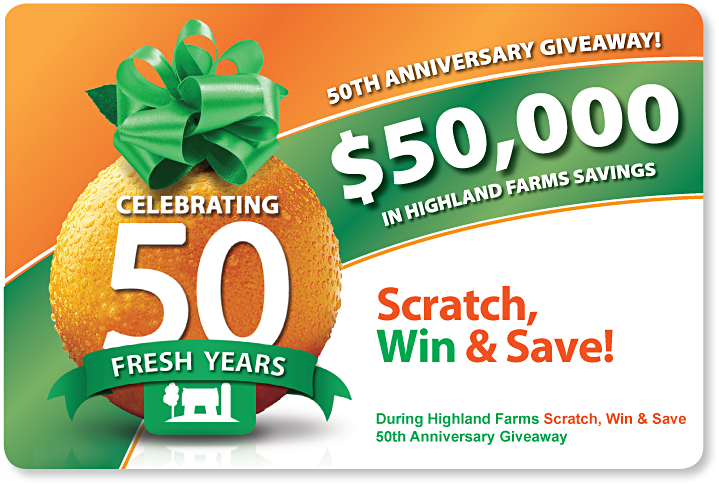 50TH ANNIVERSARY GIVEAWAY!
$50,000
IN HIGHLAND FARMS SAVINGS
CELEBRATING
50
FRESH YEARS
Scratch,
Win & Save!
During Highland Farms Scratch, Win & Save
50th Anniversary Giveaway